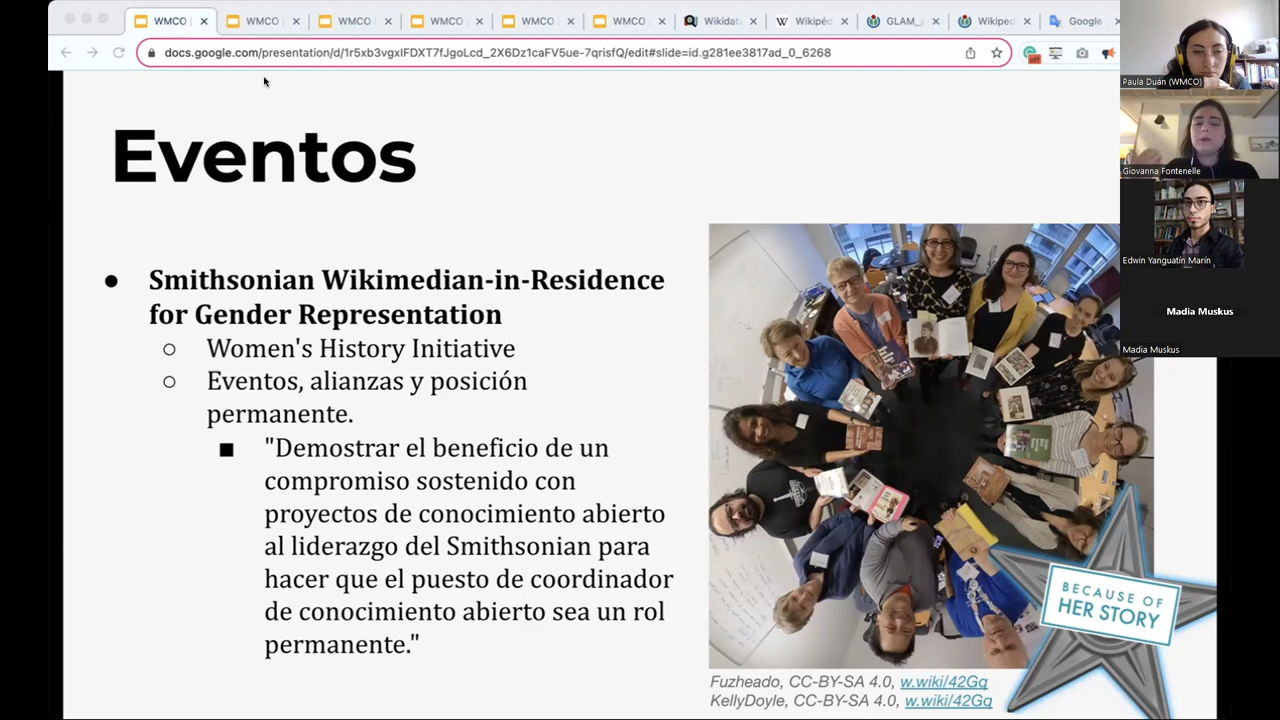 WMCO
WMCO
WMCO
WMCO
WMCO
WMCO
Wikidat
Wikipéd
GLAM_
Wikiped
Google
docs.google.com/presentation/d/1r5xb3vgxIFDXT7fJgoLcd_2X6Dz1caFV5ue-7qrisfQ/edit#slide=id.g281ee3817ad_0_6268
Paula Duán (WMCO)
Giovanna Fontenelle
Edwin Yanguatín Marín
Madia Muskus
Madia Muskus
Eventos
● Smithsonian Wikimedian-in-Residence
for Gender Representation
○ Women's History Initiative
○ Eventos, alianzas y posición
permanente.
■ "Demostrar el beneficio de un
compromiso sostenido con
proyectos de conocimiento abierto
al liderazgo del Smithsonian para
hacer que el puesto de coordinador
de conocimiento abierto sea un rol
permanente."
BECAUSE OF
HER STORY
Fuzheado, CC-BY-SA 4.0, w.wiki/42Gq
KellyDoyle, CC-BY-SA 4.0, w.wiki/42Gq